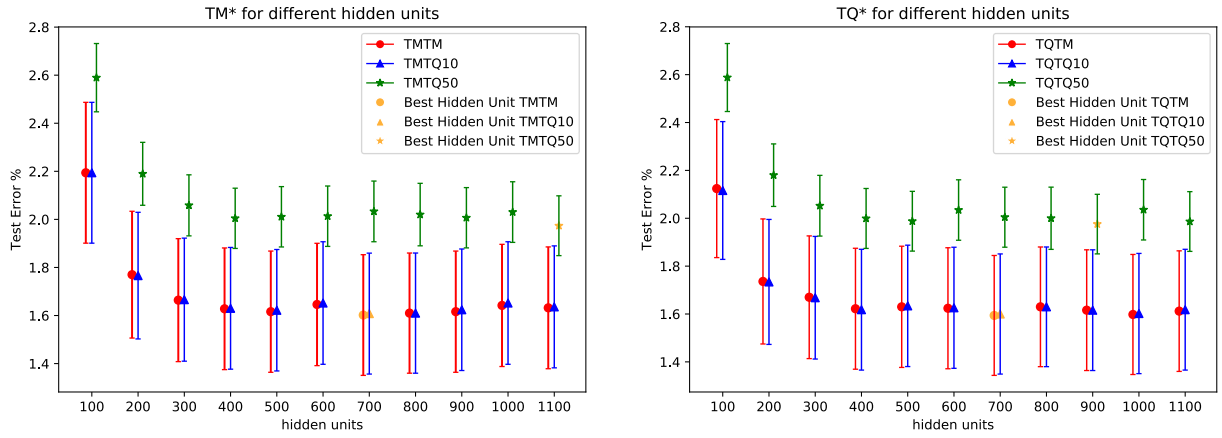 TM* for different hidden units
2.8
2.6
2.4
2.2
2.0
1.8
1.6
1.4
Test Error %
TMTM
TMTQ10
TMTQ50
Best Hidden Unit TMTM
Best Hidden Unit TMTQ10
Best Hidden Unit TMTQ50
100 200 300 400 500 600 700 800 900 1000 1100
hidden units
TQ* for different hidden units
2.8
2.6
2.4
2.2
2.0
1.8
1.6
1.4
Test Error %
TQTM
TQTQ10
TQTQ50
Best Hidden Unit TQTM
Best Hidden Unit TQTQ10
Best Hidden Unit TQTQ50
100 200 300 400 500 600 700 800 900 1000 1100
hidden units